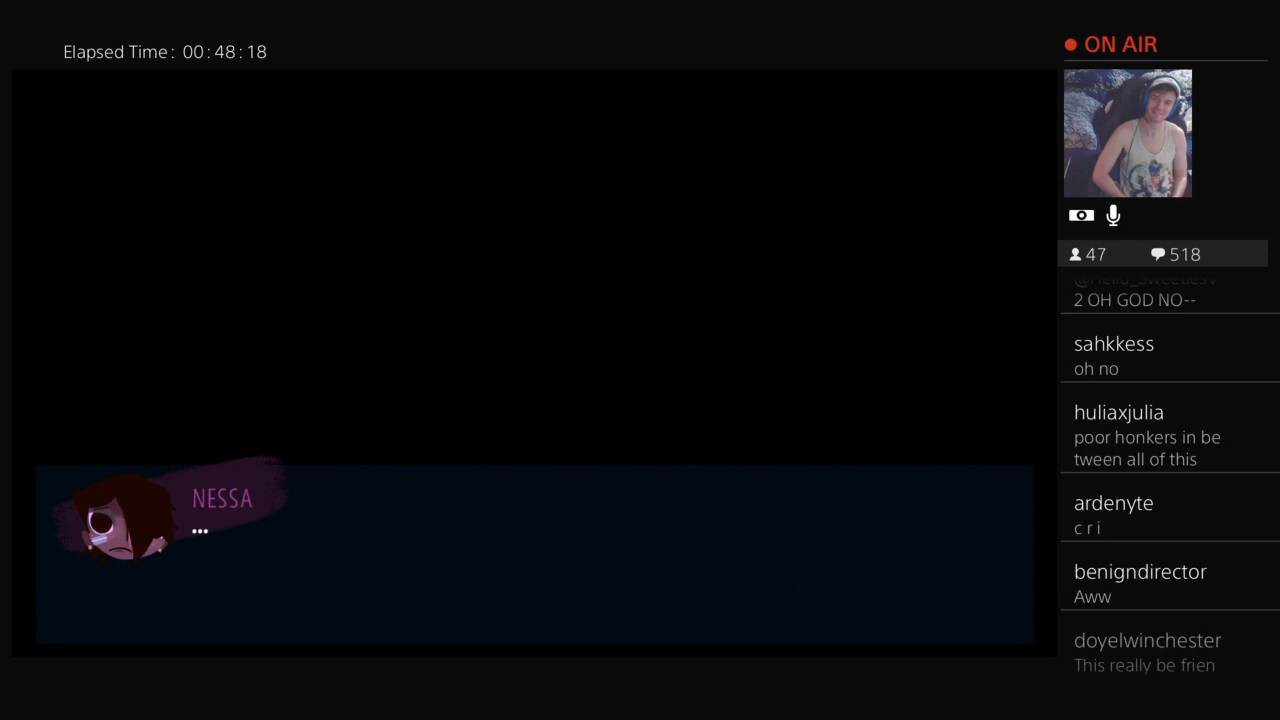 Elapsed Time: 00:48:18
ON AIR
47 518
2 OH GOD NO--
sahkkess
oh no
huliaxjulia
poor honkers in be
tween all of this
ardenyte
c r i
benigndirector
Aww
doyelwinchester
This really be frien
NESSA
...